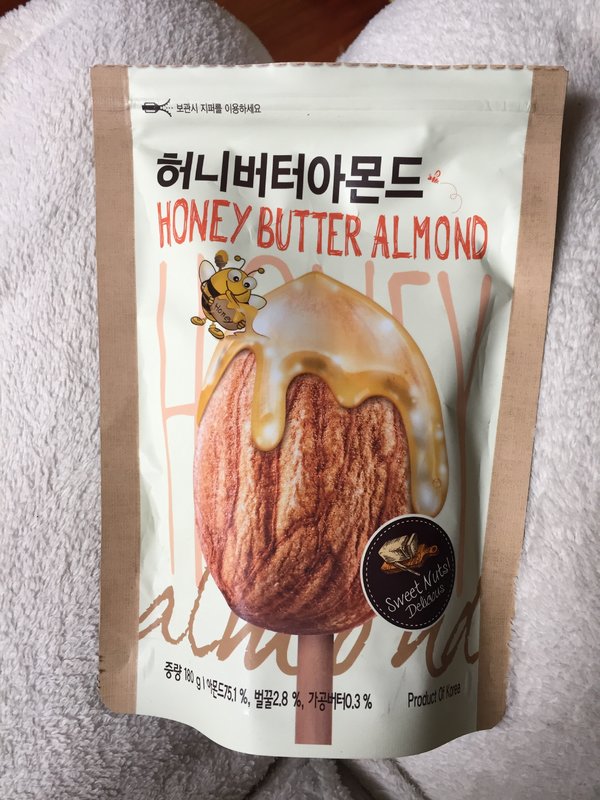 보관시 지퍼를 이용하세요
허니버터아몬드
HONEY BUTTER ALMOND
HONEY
Honey
almond
Sweet Nuts!
Delicious
중량 180 g | 아몬드75.1 %, 벌꿀2.8 %, 가공버터0.3 %
Product Of Korea